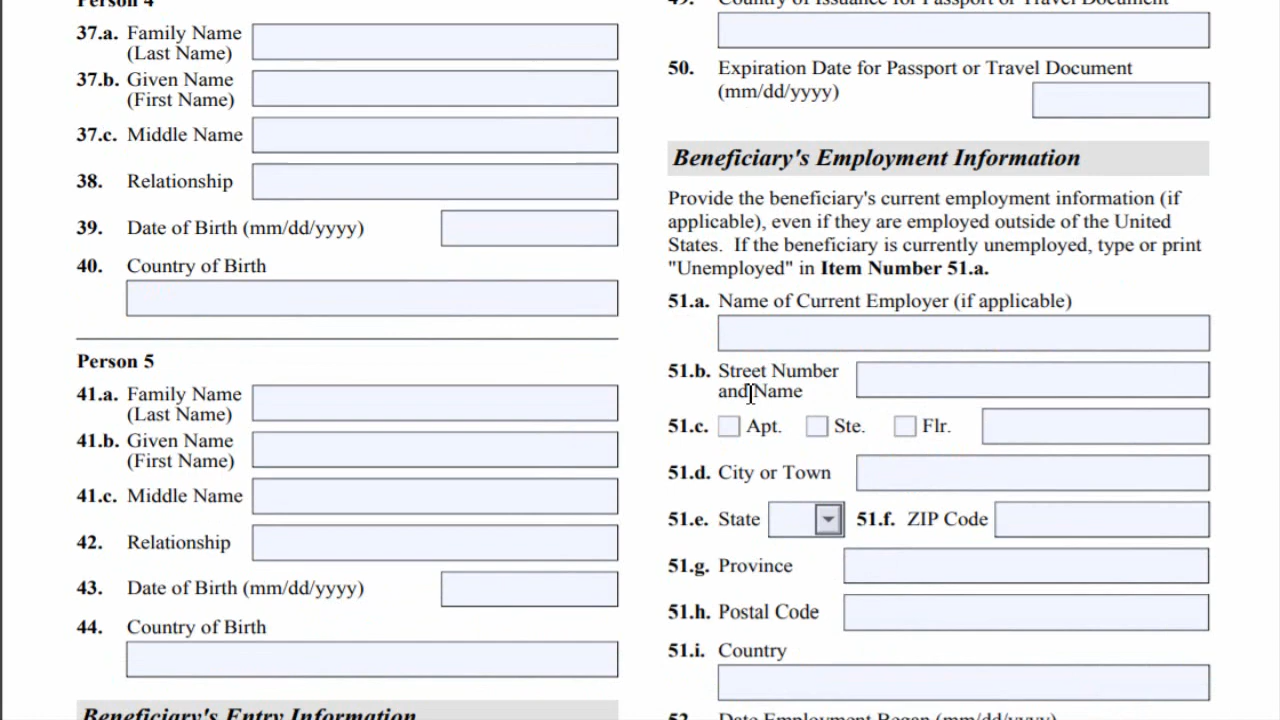 Person 4
37.a. Family Name
(Last Name)
37.b. Given Name
(First Name)
37.c. Middle Name
38. Relationship
39. Date of Birth (mm/dd/yyyy)
40. Country of Birth
Person 5
41.a. Family Name
(Last Name)
41.b. Given Name
(First Name)
41.c. Middle Name
42. Relationship
43. Date of Birth (mm/dd/yyyy)
44. Country of Birth
Beneficiary's Entry Information
49. Country of Issuance for Passport or Travel Document
50. Expiration Date for Passport or Travel Document
(mm/dd/yyyy)
Beneficiary's Employment Information
Provide the beneficiary's current employment information (if
applicable), even if they are employed outside of the United
States. If the beneficiary is currently unemployed, type or print
"Unemployed" in Item Number 51.a.
51.a. Name of Current Employer (if applicable)
51.b. Street Number
and Name
51.c. Apt. Ste. Flr.
51.d. City or Town
51.e. State 51.f. ZIP Code
51.g. Province
51.h. Postal Code
51.i. Country
52. Date Employment Began (mm/dd/yyyy)